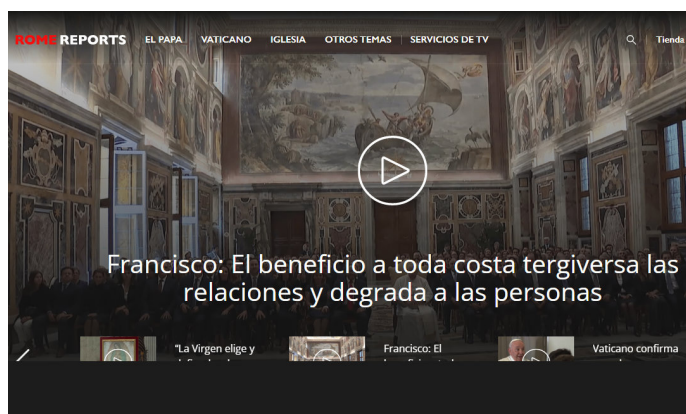 ROME REPORTS EL PAPA VATICANO IGLESIA OTROS TEMAS SERVICIOS DE TV Tienda
Francisco: El beneficio a toda costa tergiversa las
relaciones y degrada a las personas
"La Virgen elige y
Francisco: El
Vaticano confirma